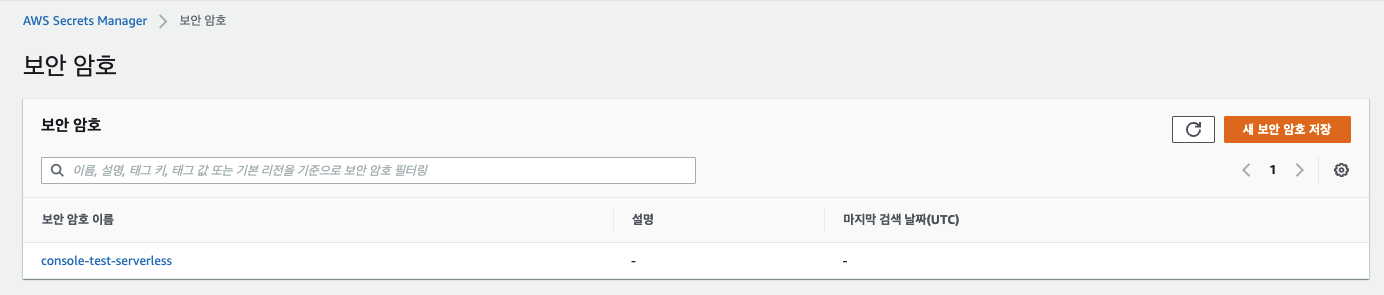 AWS Secrets Manager 보안 암호
보안 암호
보안 암호
새 보안 암호 저장
이름, 설명, 태그 키, 태그 값 또는 기본 리전을 기준으로 보안 암호 필터링
1
보안 암호 이름 설명 마지막 검색 날짜(UTC)
console-test-serverless - -